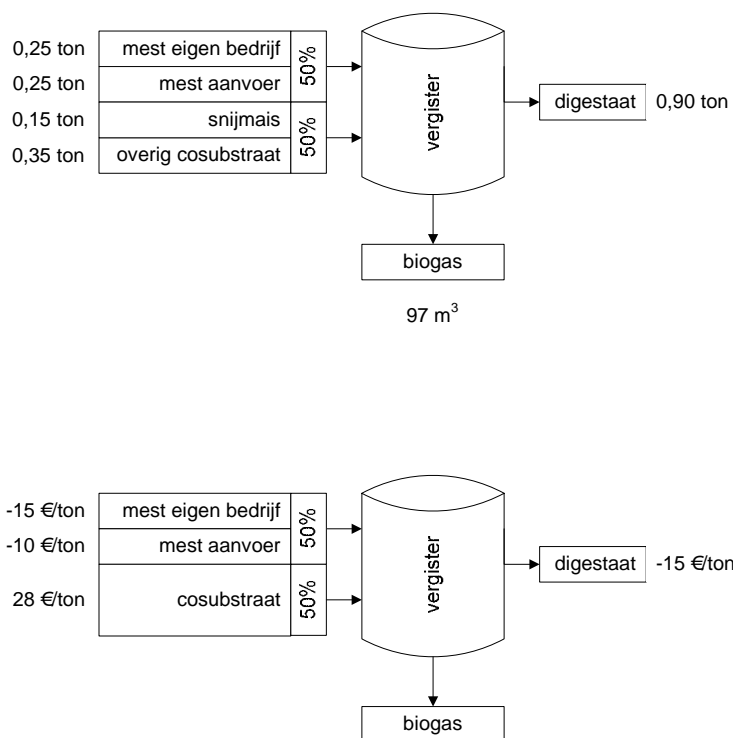 0,25 ton mest eigen bedrijf
0,25 ton mest aanvoer
50%
0,15 ton snijmais
0,35 ton overig cosubstraat
50%
vergister
digestaat 0,90 ton
biogas
97 m³
-15 €/ton mest eigen bedrijf
-10 €/ton mest aanvoer
50%
28 €/ton cosubstraat
50%
vergister
digestaat -15 €/ton
biogas